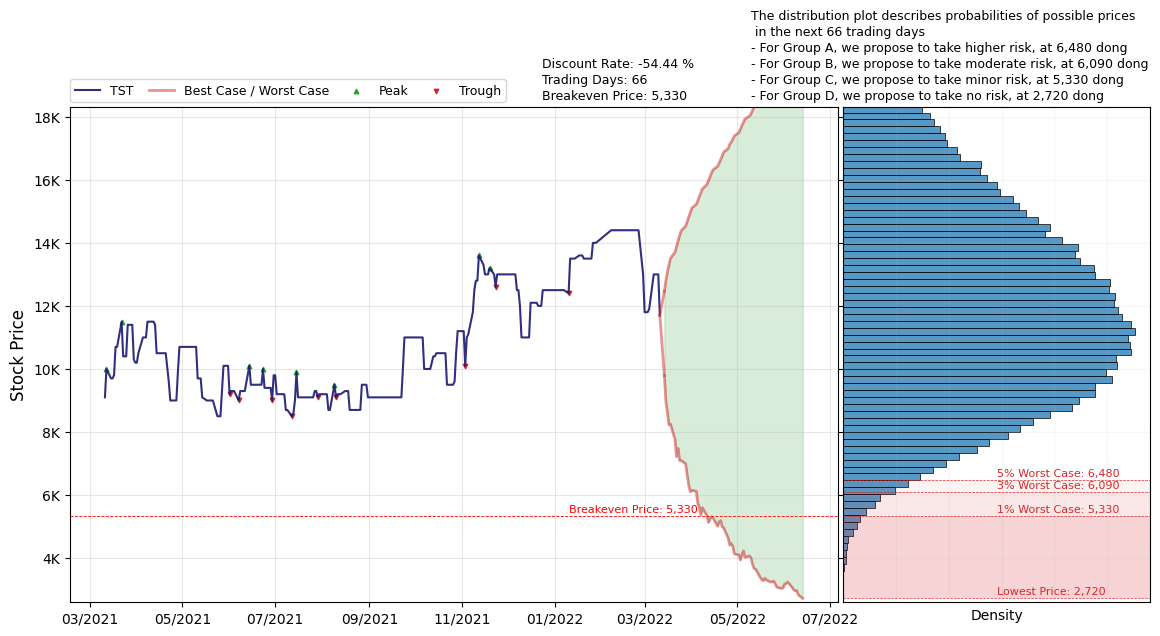 The distribution plot describes probabilities of possible prices
in the next 66 trading days
- For Group A, we propose to take higher risk, at 6,480 dong
- For Group B, we propose to take moderate risk, at 6,090 dong
- For Group C, we propose to take minor risk, at 5,330 dong
- For Group D, we propose to take no risk, at 2,720 dong
Discount Rate: -54.44 %
Trading Days: 66
Breakeven Price: 5,330
TST
Best Case / Worst Case
Peak
Trough
Stock Price
18K
16K
14K
12K
10K
8K
6K
4K
Breakeven Price: 5,330
5% Worst Case: 6,480
3% Worst Case: 6,090
1% Worst Case: 5,330
Lowest Price: 2,720
03/2021
05/2021
07/2021
09/2021
11/2021
01/2022
03/2022
05/2022
07/2022
Density